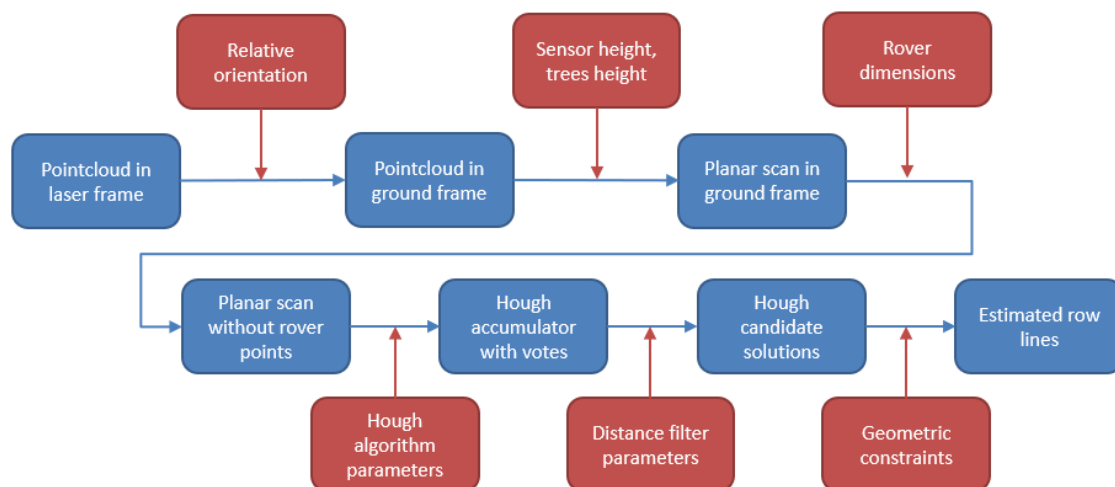 Relative
orientation
Sensor height,
trees height
Rover
dimensions
Pointcloud in
laser frame
Pointcloud in
ground frame
Planar scan in
ground frame
Planar scan
without rover
points
Hough
accumulator
with votes
Hough
candidate
solutions
Estimated row
lines
Hough
algorithm
parameters
Distance filter
parameters
Geometric
constraints